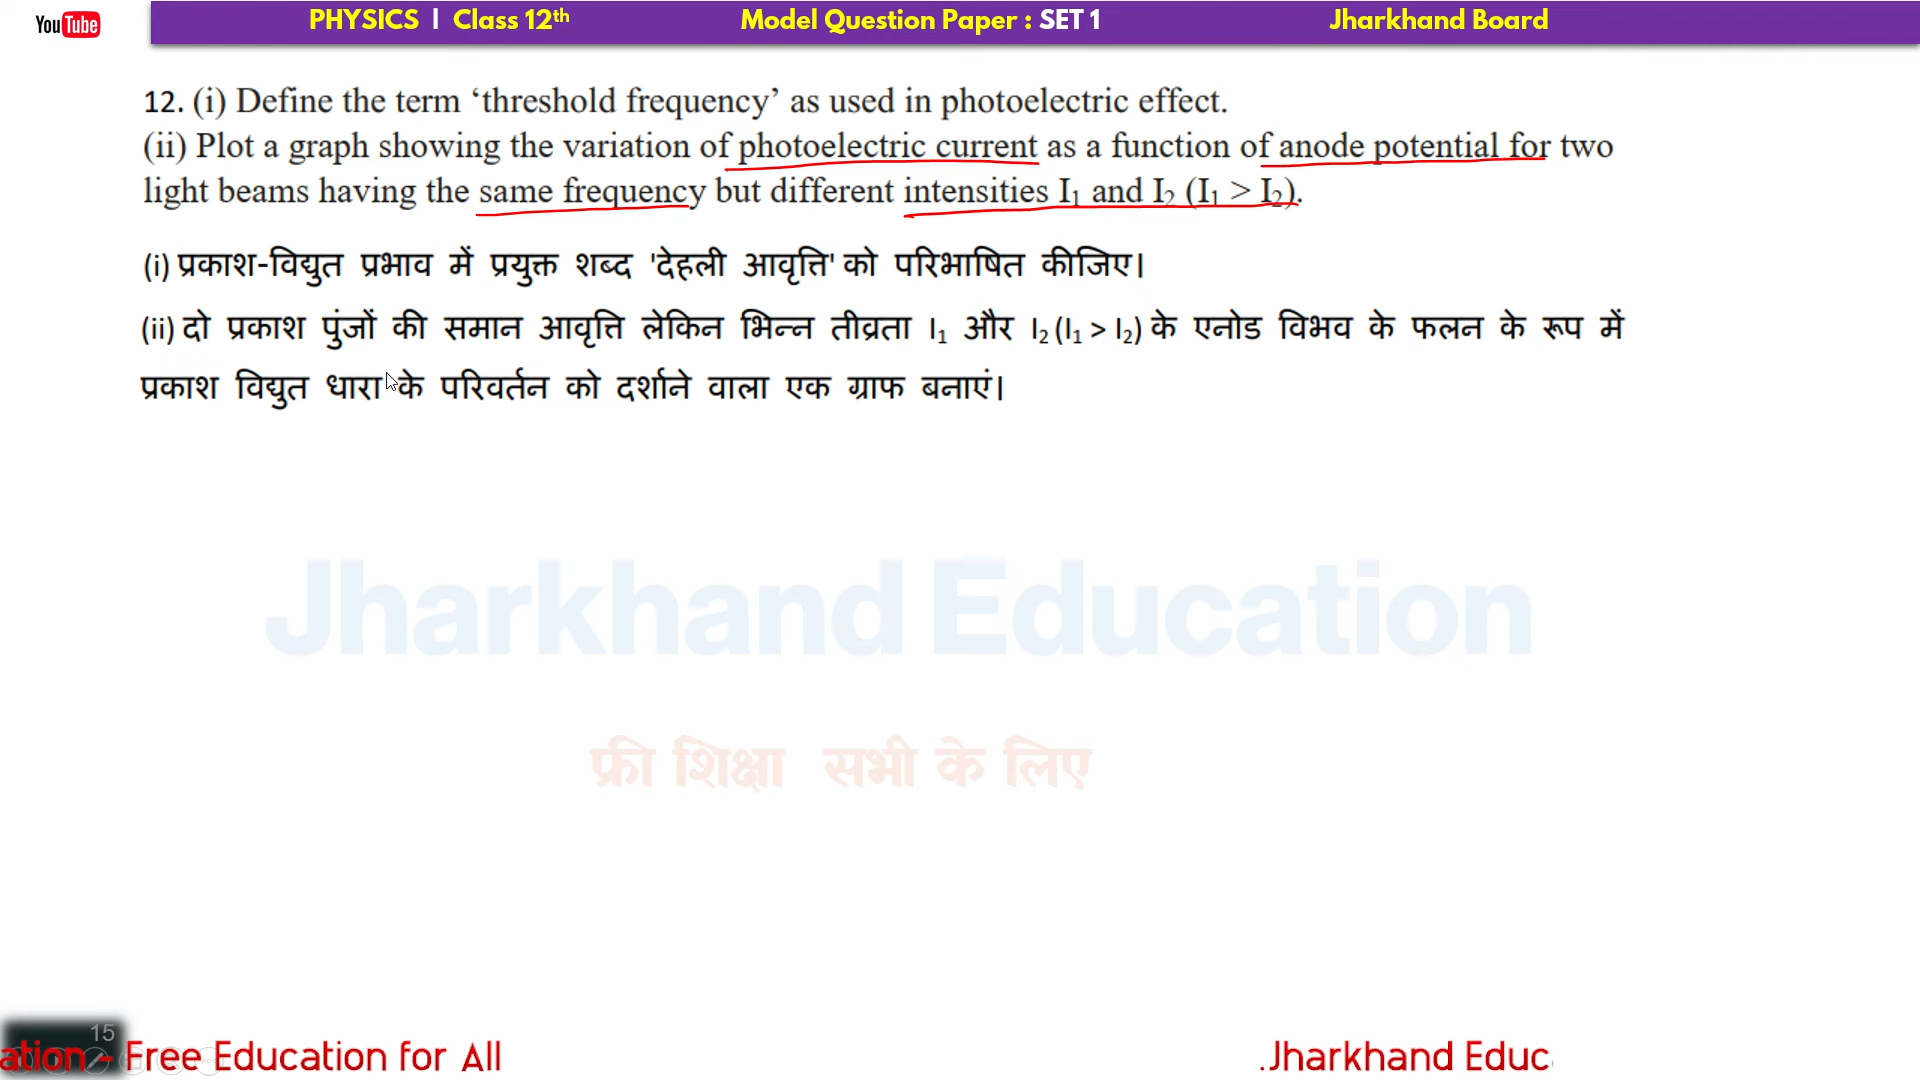 YouTube
PHYSICS | Class 12th Model Question Paper : SET 1 Jharkhand Board
12. (i) Define the term ‘threshold frequency’ as used in photoelectric effect.
(ii) Plot a graph showing the variation of photoelectric current as a function of anode potential for two
light beams having the same frequency but different intensities I₁ and I₂ (I₁ > I₂).
(i) प्रकाश-विद्युत प्रभाव में प्रयुक्त शब्द 'देहली आवृत्ति' को परिभाषित कीजिए।
(ii) दो प्रकाश पुंजों की समान आवृत्ति लेकिन भिन्न तीव्रता I₁ और I₂ (I₁ > I₂) के एनोड विभव के फलन के रूप में
प्रकाश विद्युत धारा के परिवर्तन को दर्शाने वाला एक ग्राफ बनाएं।
Jharkhand Education
फ्री शिक्षा सभी के लिए
15
ation – Free Education for All Jharkhand Educ